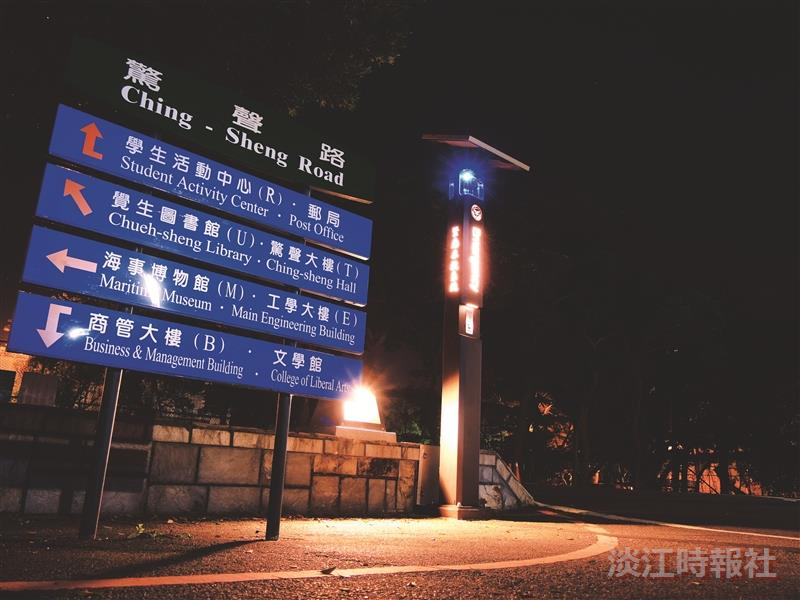 驚聲路
Ching - Sheng Road
學生活動中心(R)．郵局
Student Activity Center．Post Office
覺生圖書館(U)．驚聲大樓(T)
Chueh-sheng Library．Ching-sheng Hall
海事博物館(M)．工學大樓(E)
Maritime Museum．Main Engineering Building
商管大樓(B)．文學館
Business & Management Building．College of Liberal Arts
淡江時報社